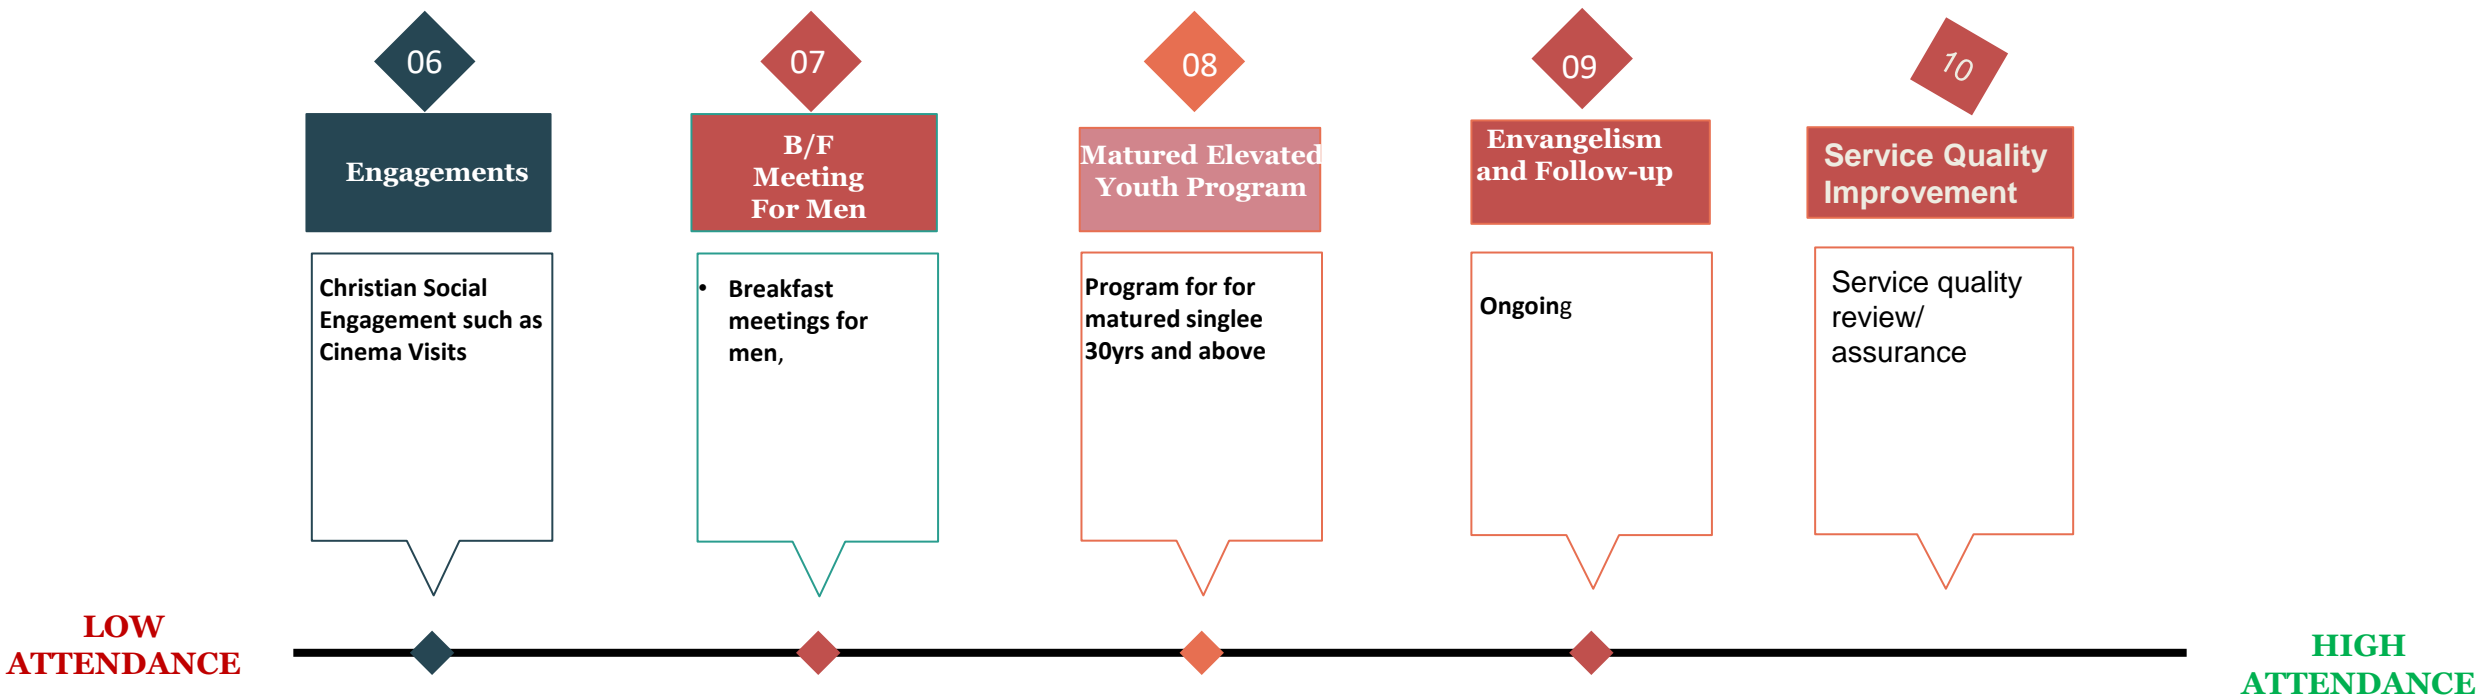 06
Engagements
Christian Social
Engagement such as
Cinema Visits
07
B/F
Meeting
For Men
• Breakfast
meetings for
men,
08
Matured Elevated
Youth Program
Program for for
matured singlee
30yrs and above
09
Envangelism
and Follow-up
Ongoing
10
Service Quality
Improvement
Service quality
review/
assurance
LOW
ATTENDANCE
HIGH
ATTENDANCE